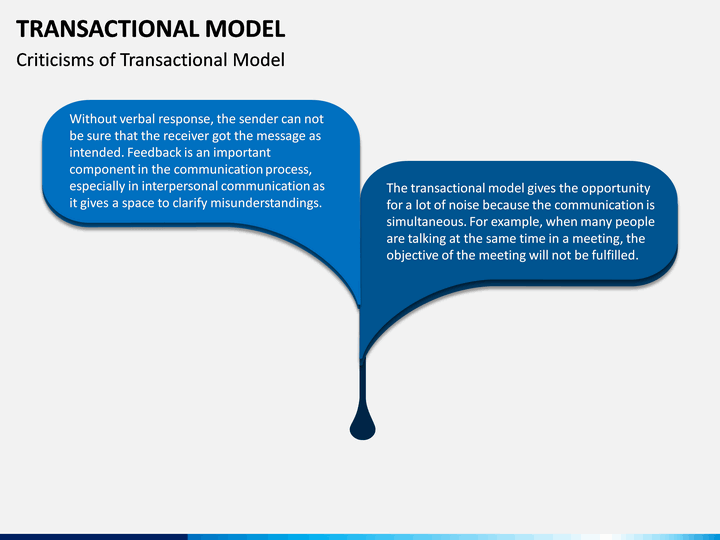 TRANSACTIONAL MODEL
Criticisms of Transactional Model
Without verbal response, the sender can not
be sure that the receiver got the message as
intended. Feedback is an important
component in the communication process,
especially in interpersonal communication as
it gives a space to clarify misunderstandings.
The transactional model gives the opportunity
for a lot of noise because the communication is
simultaneous. For example, when many people
are talking at the same time in a meeting, the
objective of the meeting will not be fulfilled.